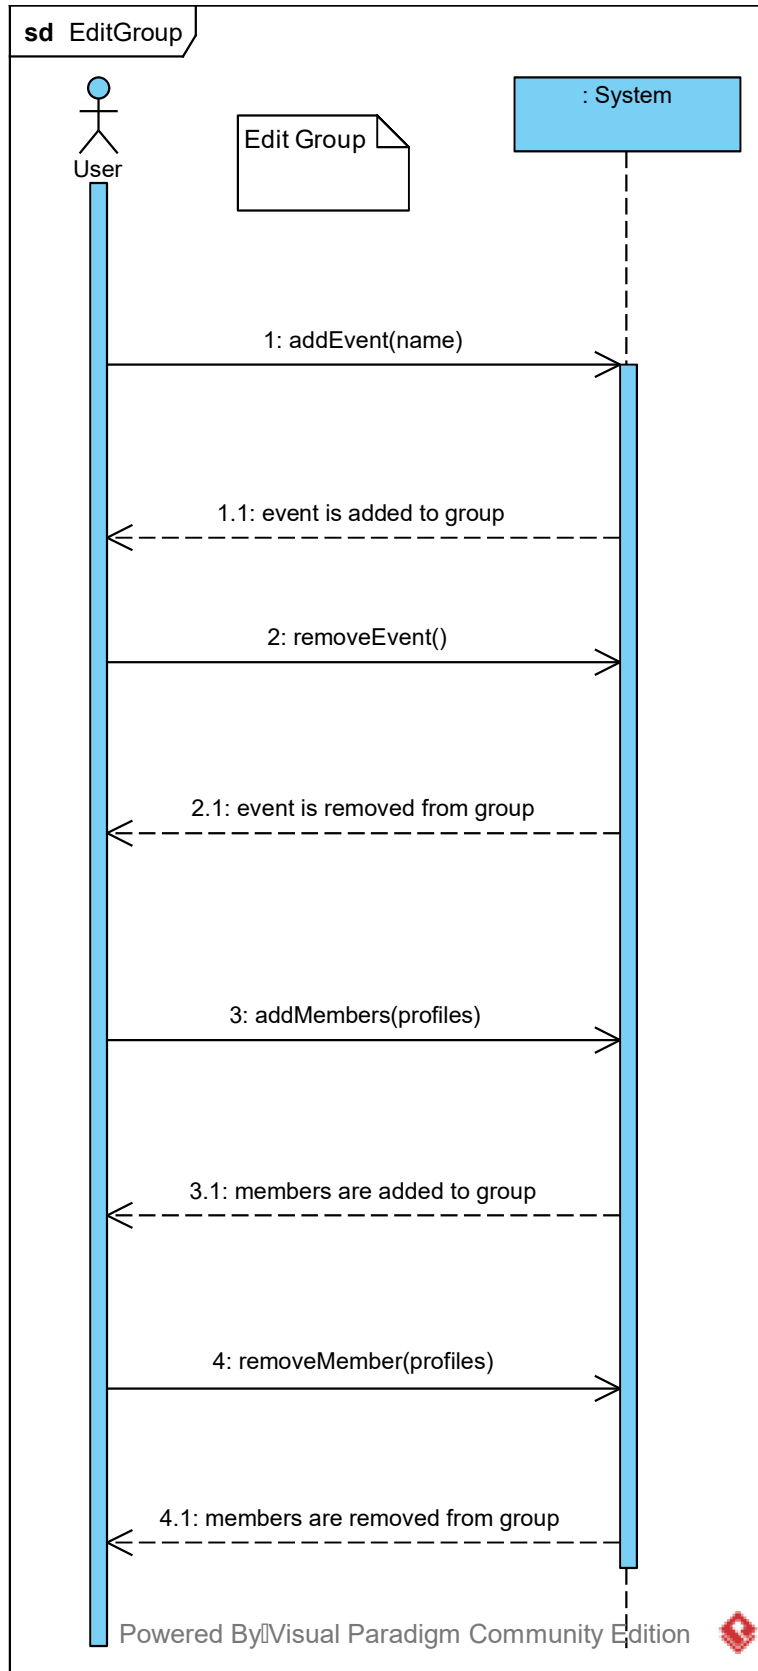 sd EditGroup
User
Edit Group
: System
1: addEvent(name)
1.1: event is added to group
2: removeEvent()
2.1: event is removed from group
3: addMembers(profiles)
3.1: members are added to group
4: removeMember(profiles)
4.1: members are removed from group
Powered By Visual Paradigm Community Edition